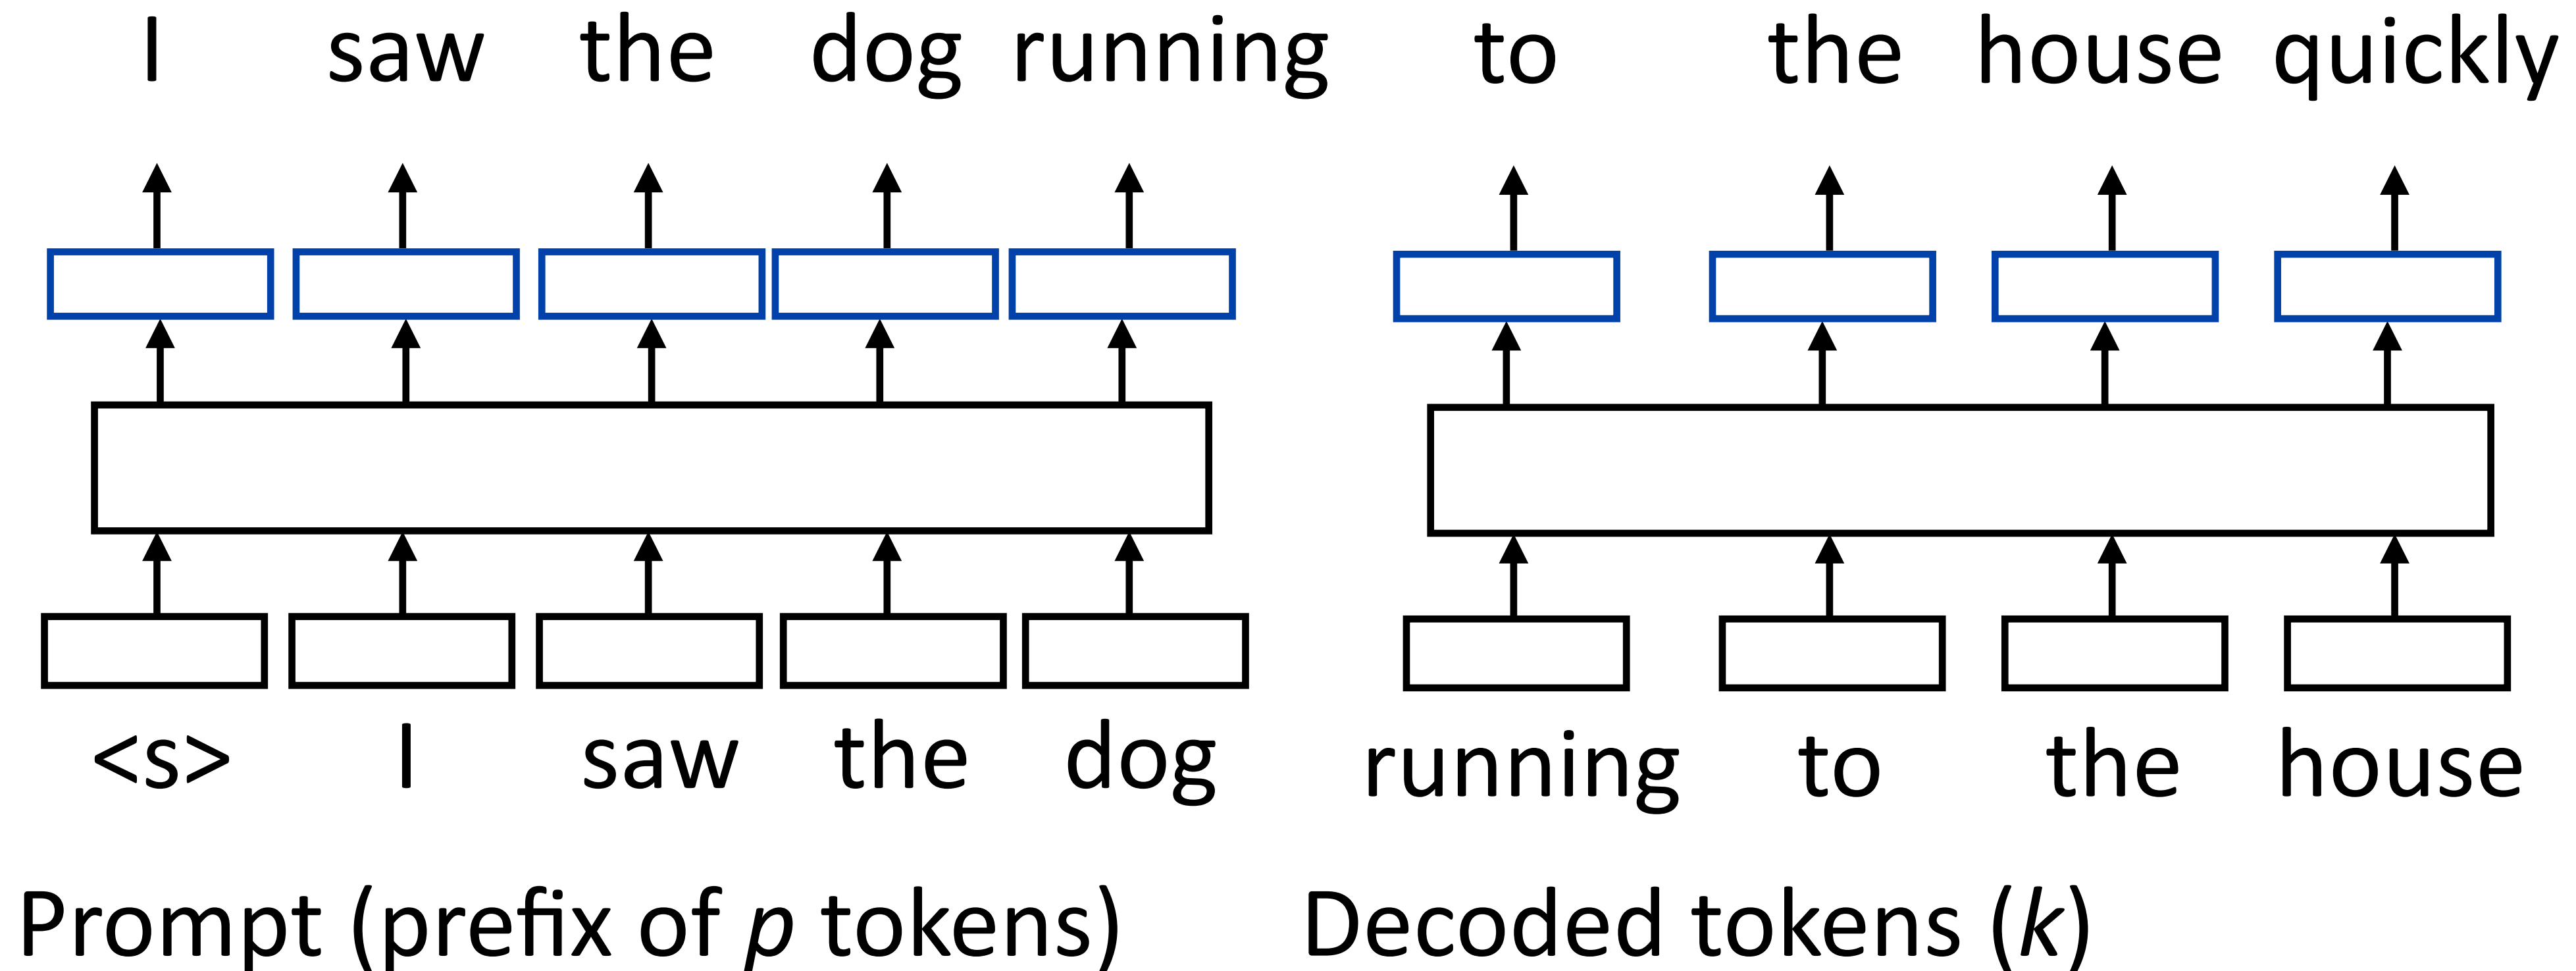 I saw the dog running to the house quickly
<s> I saw the dog running to the house
Prompt (prefix of p tokens) Decoded tokens (k)